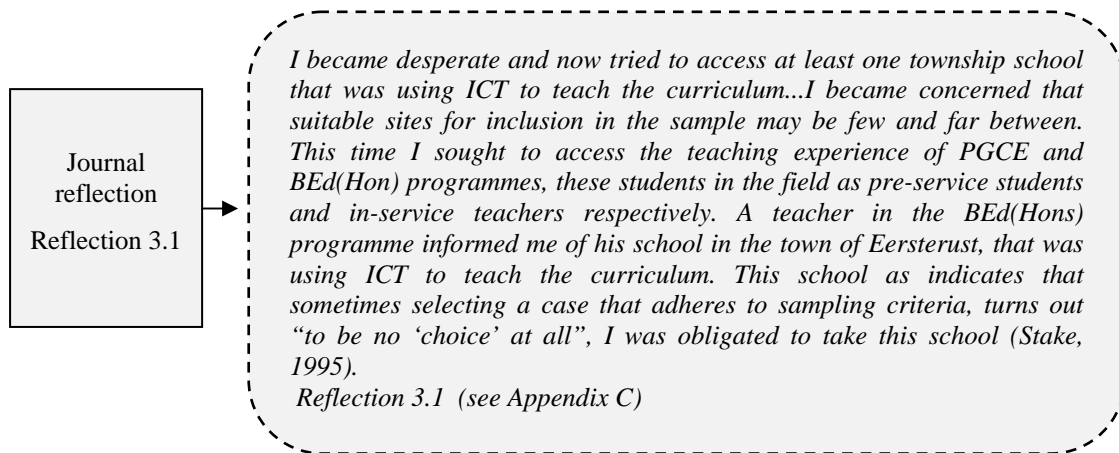 Journal
reflection
Reflection 3.1
I became desperate and now tried to access at least one township school
that was using ICT to teach the curriculum...I became concerned that
suitable sites for inclusion in the sample may be few and far between.
This time I sought to access the teaching experience of PGCE and
BEd(Hon) programmes, these students in the field as pre-service students
and in-service teachers respectively. A teacher in the BEd(Hons)
programme informed me of his school in the town of Eersterust, that was
using ICT to teach the curriculum. This school as indicates that
sometimes selecting a case that adheres to sampling criteria, turns out
“to be no ‘choice’ at all”, I was obligated to take this school (Stake,
1995).
Reflection 3.1 (see Appendix C)